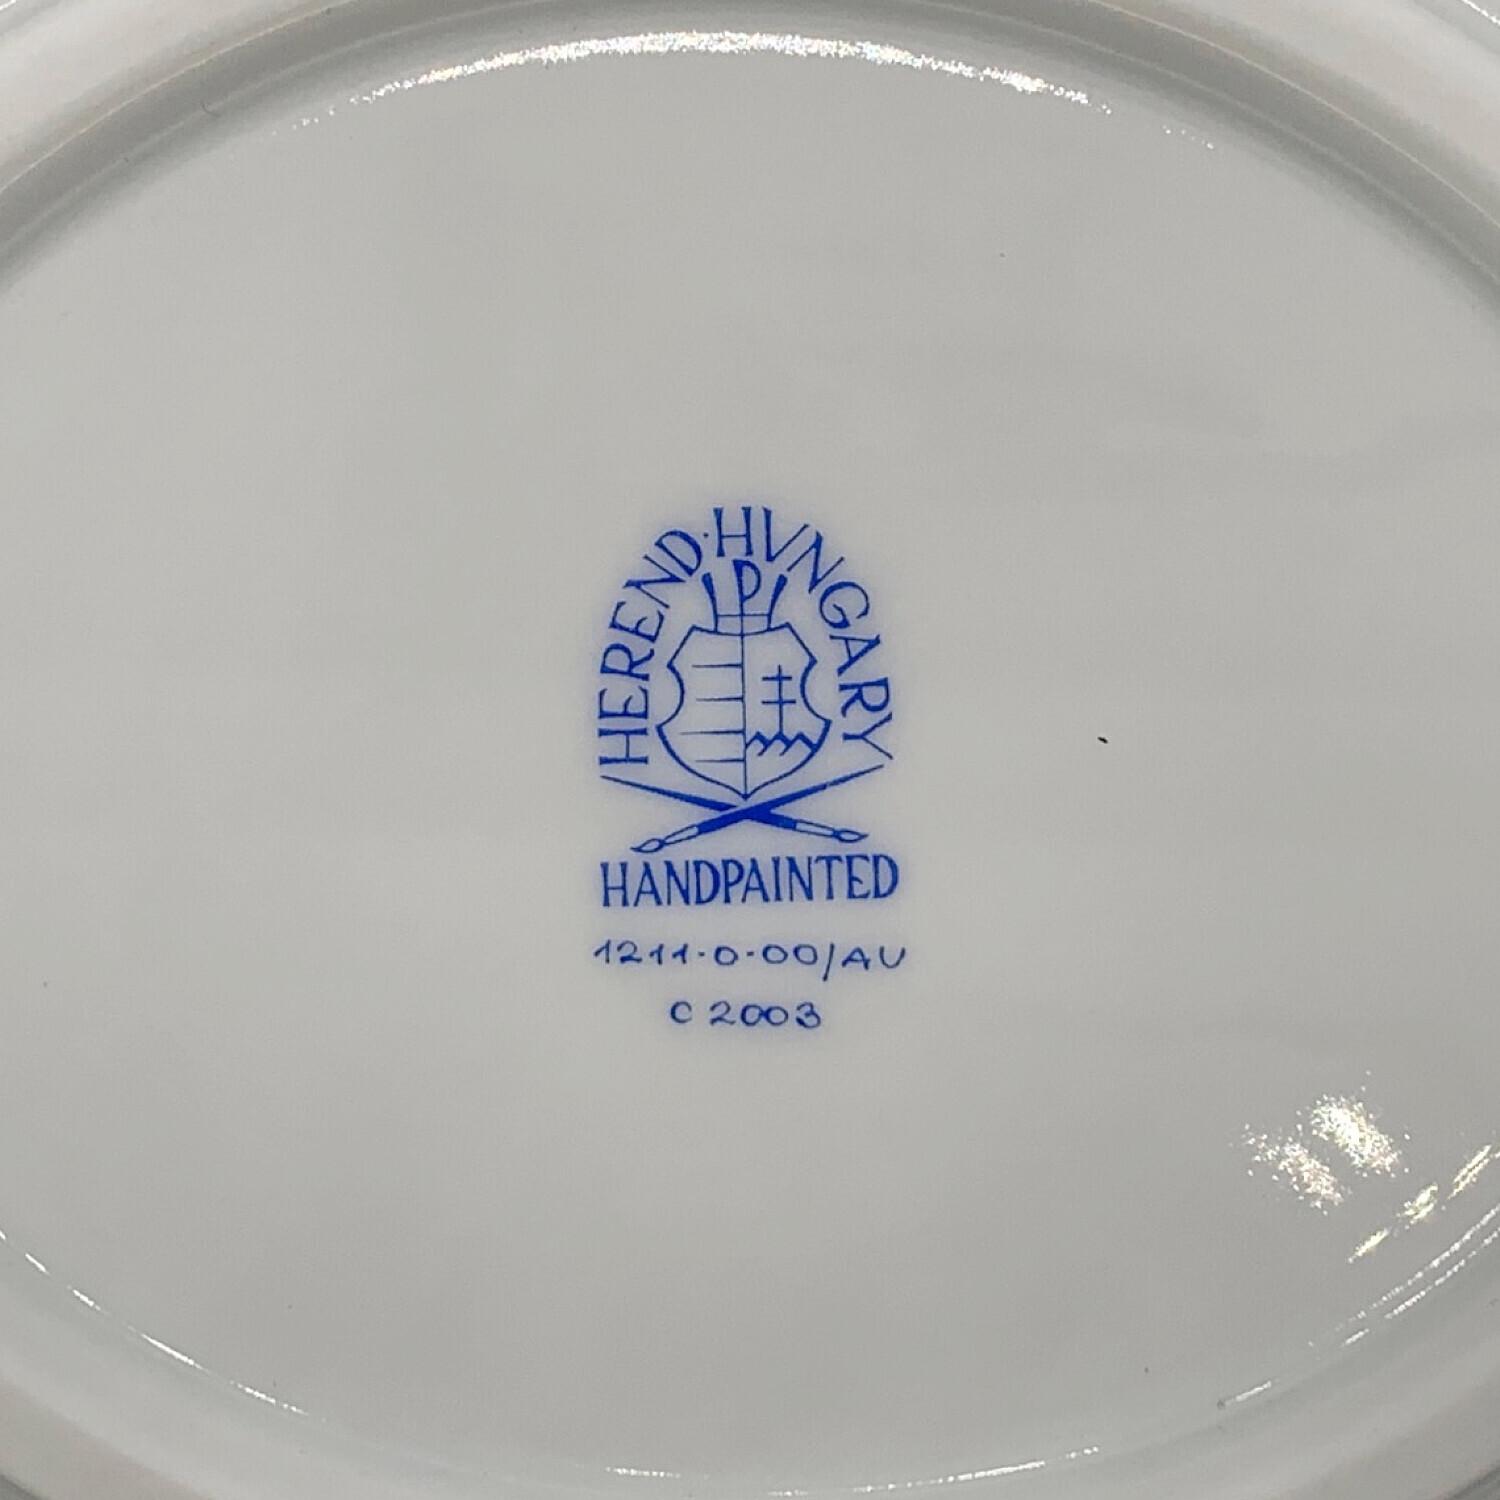 HEREND·HVNGARY
HANDPAINTED
1211-0-00/AU
C 2003